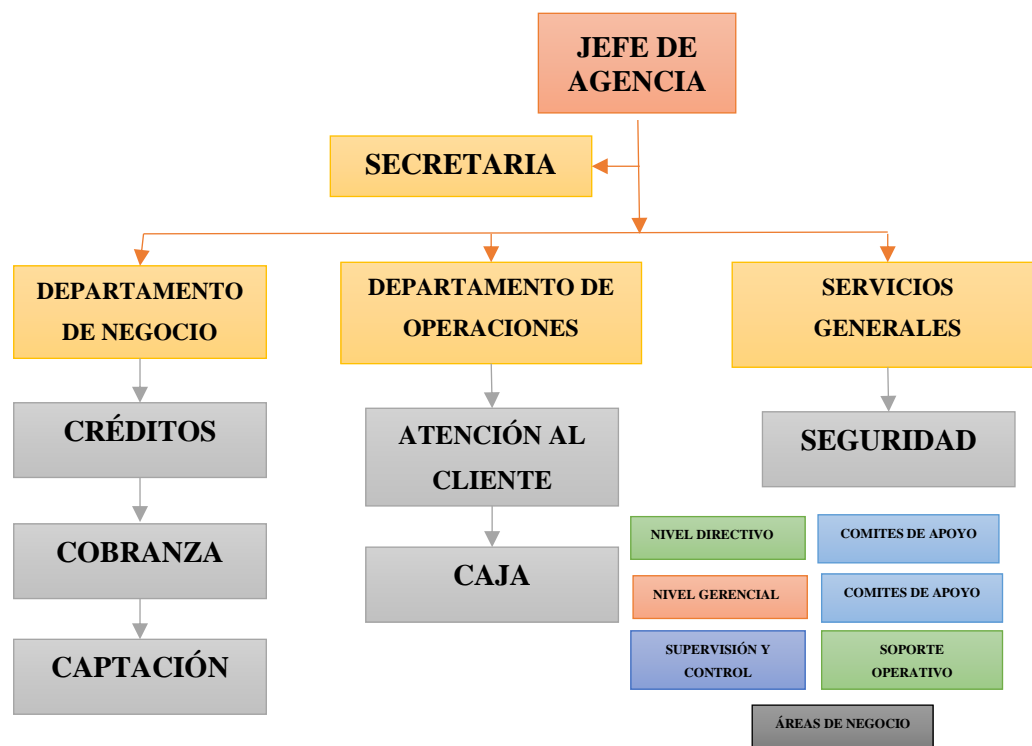 JEFE DE
AGENCIA
SECRETARIA
DEPARTAMENTO
DE NEGOCIO
DEPARTAMENTO DE
OPERACIONES
SERVICIOS
GENERALES
CRÉDITOS
ATENCIÓN AL
CLIENTE
SEGURIDAD
COBRANZA
CAJA
CAPTACIÓN
NIVEL DIRECTIVO
COMITES DE APOYO
NIVEL GERENCIAL
COMITES DE APOYO
SUPERVISIÓN Y
CONTROL
SOPORTE
OPERATIVO
ÁREAS DE NEGOCIO